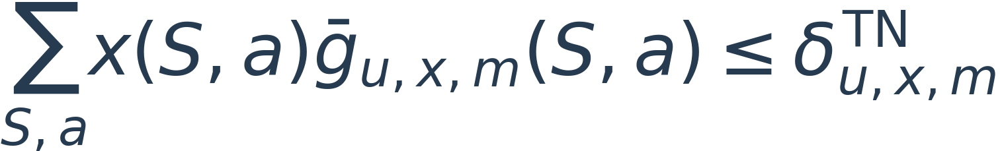 ∑_{S,a} x(S,a)ḡ_{u,x,m}(S,a) ≤ δ^{TN}_{u,x,m}